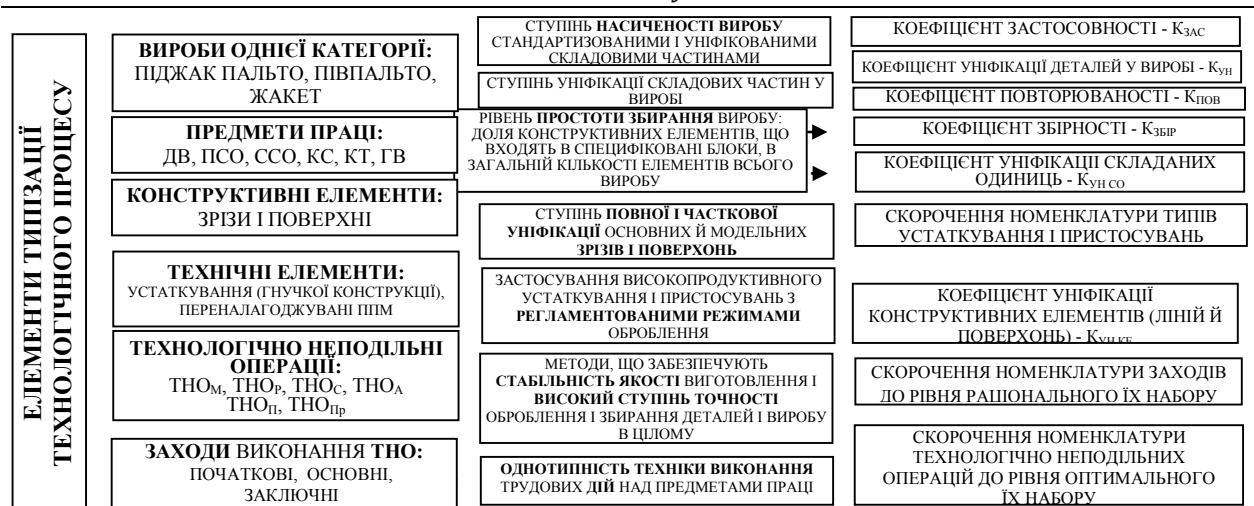 ЕЛЕМЕНТИ ТИПІЗАЦІЇ
ТЕХНОЛОГІЧНОГО ПРОЦЕСУ
ВИРОБИ ОДНІЄЇ КАТЕГОРІЇ:
ПІДЖАК ПАЛЬТО, ПІВПАЛЬТО,
ЖАКЕТ
ПРЕДМЕТИ ПРАЦІ:
ДВ, ПСО, ССО, КС, КТ, ГВ
КОНСТРУКТИВНІ ЕЛЕМЕНТИ:
ЗРІЗИ І ПОВЕРХНІ
ТЕХНІЧНІ ЕЛЕМЕНТИ:
УСТАТКУВАННЯ (ГНУЧКОЇ КОНСТРУКЦІЇ),
ПЕРЕНАЛАГОДЖУВАНІ ППМ
ТЕХНОЛОГІЧНО НЕПОДІЛЬНІ
ОПЕРАЦІЇ:
ТНОМ, ТНОР, ТНОС, ТНОА
ТНОП, ТНОПр
ЗАХОДИ ВИКОНАННЯ ТНО:
ПОЧАТКОВІ, ОСНОВНІ,
ЗАКЛЮЧНІ
СТУПІНЬ НАСИЧЕНОСТІ ВИРОБУ
СТАНДАРТИЗОВАНИМИ І УНІФІКОВАНИМИ
СКЛАДОВИМИ ЧАСТИНАМИ
СТУПІНЬ УНІФІКАЦІЇ СКЛАДОВИХ ЧАСТИН У
ВИРОБІ
РІВЕНЬ ПРОСТОТИ ЗБИРАННЯ ВИРОБУ:
ДОЛЯ КОНСТРУКТИВНИХ ЕЛЕМЕНТІВ, ЩО
ВХОДЯТЬ В СПЕЦИФІКОВАНІ БЛОКИ, В
ЗАГАЛЬНІЙ КІЛЬКОСТІ ЕЛЕМЕНТІВ ВСЬОГО
ВИРОБУ
СТУПІНЬ ПОВНОЇ І ЧАСТКОВОЇ
УНІФІКАЦІЇ ОСНОВНИХ Й МОДЕЛЬНИХ
ЗРІЗІВ І ПОВЕРХОНЬ
ЗАСТОСУВАННЯ ВИСОКОПРОДУКТИВНОГО
УСТАТКУВАННЯ І ПРИСТОСУВАНЬ З
РЕГЛАМЕНТОВАНИМИ РЕЖИМАМИ
ОБРОБЛЕННЯ
МЕТОДИ, ЩО ЗАБЕЗПЕЧУЮТЬ
СТАБІЛЬНІСТЬ ЯКОСТІ ВИГОТОВЛЕННЯ І
ВИСОКИЙ СТУПІНЬ ТОЧНОСТІ
ОБРОБЛЕННЯ І ЗБИРАННЯ ДЕТАЛЕЙ І ВИРОБУ
В ЦІЛОМУ
ОДНОТИПНІСТЬ ТЕХНІКИ ВИКОНАННЯ
ТРУДОВИХ ДІЙ НАД ПРЕДМЕТАМИ ПРАЦІ
КОЕФІЦІЄНТ ЗАСТОСОВНОСТІ - КЗАС
КОЕФІЦІЄНТ УНІФІКАЦІЇ ДЕТАЛЕЙ У ВИРОБІ - КУН
КОЕФІЦІЄНТ ПОВТОРЮВАНОСТІ - КПОВ
КОЕФІЦІЄНТ ЗБІРНОСТІ - КЗБІР
КОЕФІЦІЄНТ УНІФІКАЦІЇ СКЛАДАНИХ
ОДИНИЦЬ - КУН СО
СКОРОЧЕННЯ НОМЕНКЛАТУРИ ТИПІВ
УСТАТКУВАННЯ І ПРИСТОСУВАНЬ
КОЕФІЦІЄНТ УНІФІКАЦІЇ
КОНСТРУКТИВНИХ ЕЛЕМЕНТІВ (ЛІНІЙ Й
ПОВЕРХОНЬ) - КУН КЕ
СКОРОЧЕННЯ НОМЕНКЛАТУРИ ЗАХОДІВ
ДО РІВНЯ РАЦІОНАЛЬНОГО ЇХ НАБОРУ
СКОРОЧЕННЯ НОМЕНКЛАТУРИ
ТЕХНОЛОГІЧНО НЕПОДІЛЬНИХ
ОПЕРАЦІЙ ДО РІВНЯ ОПТИМАЛЬНОГО
ЇХ НАБОРУ